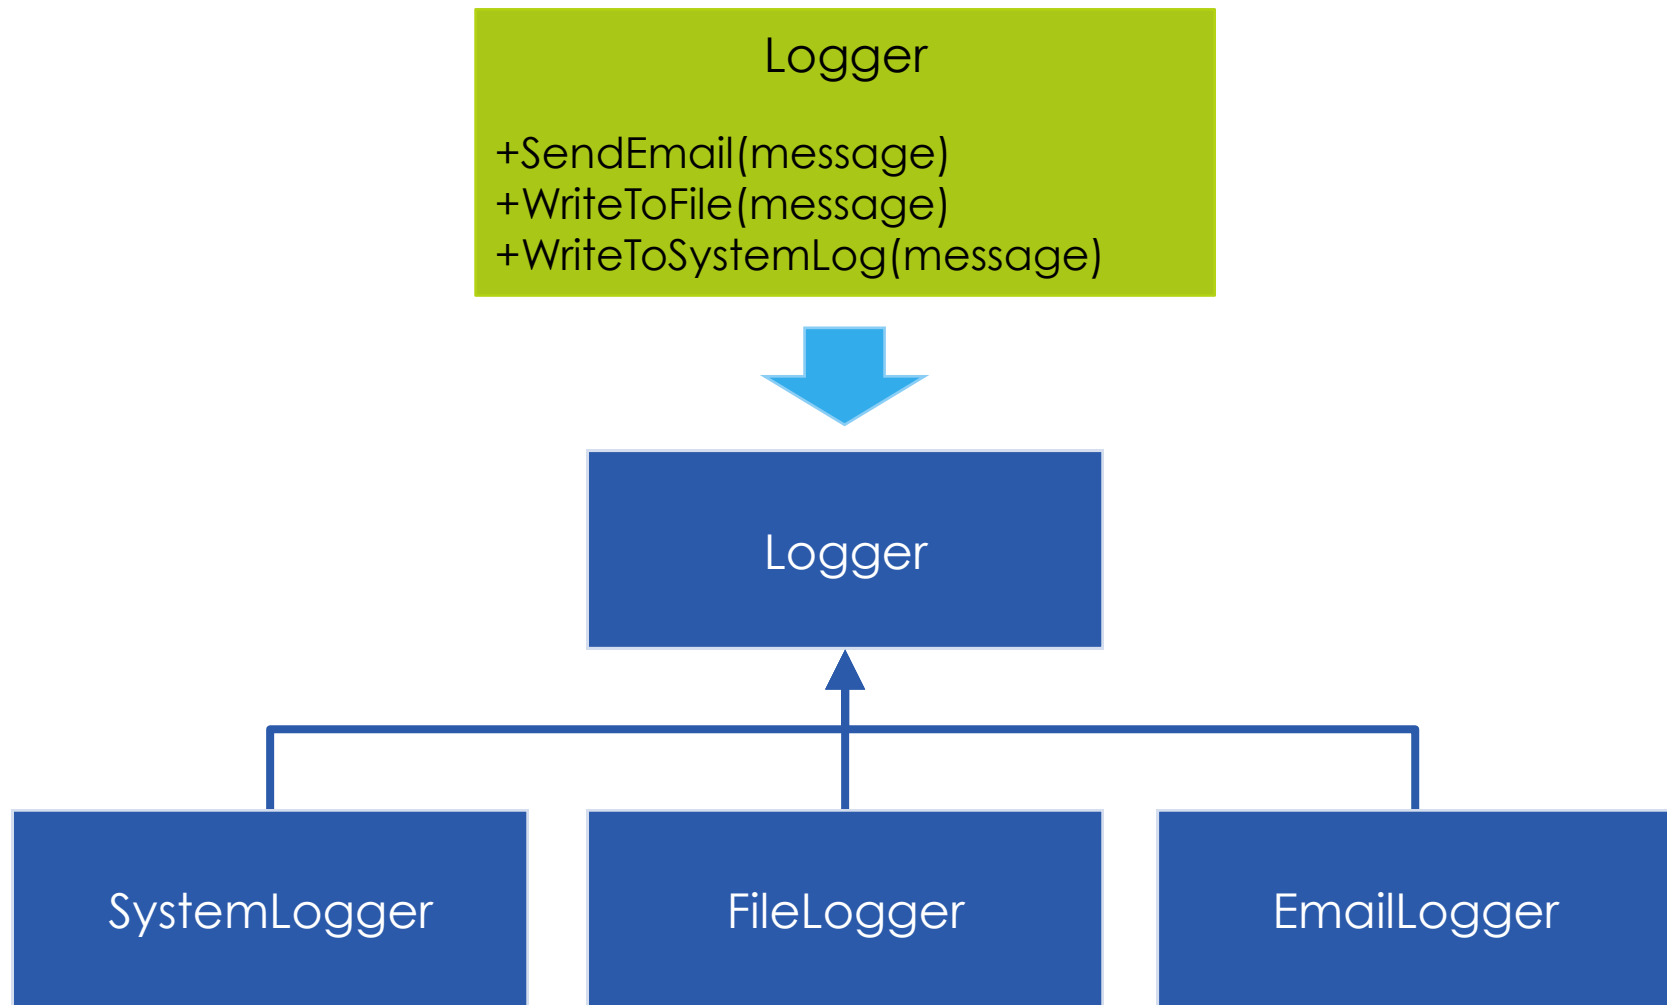 Logger
+SendEmail(message)
+WriteToFile(message)
+WriteToSystemLog(message)
Logger
SystemLogger
FileLogger
EmailLogger